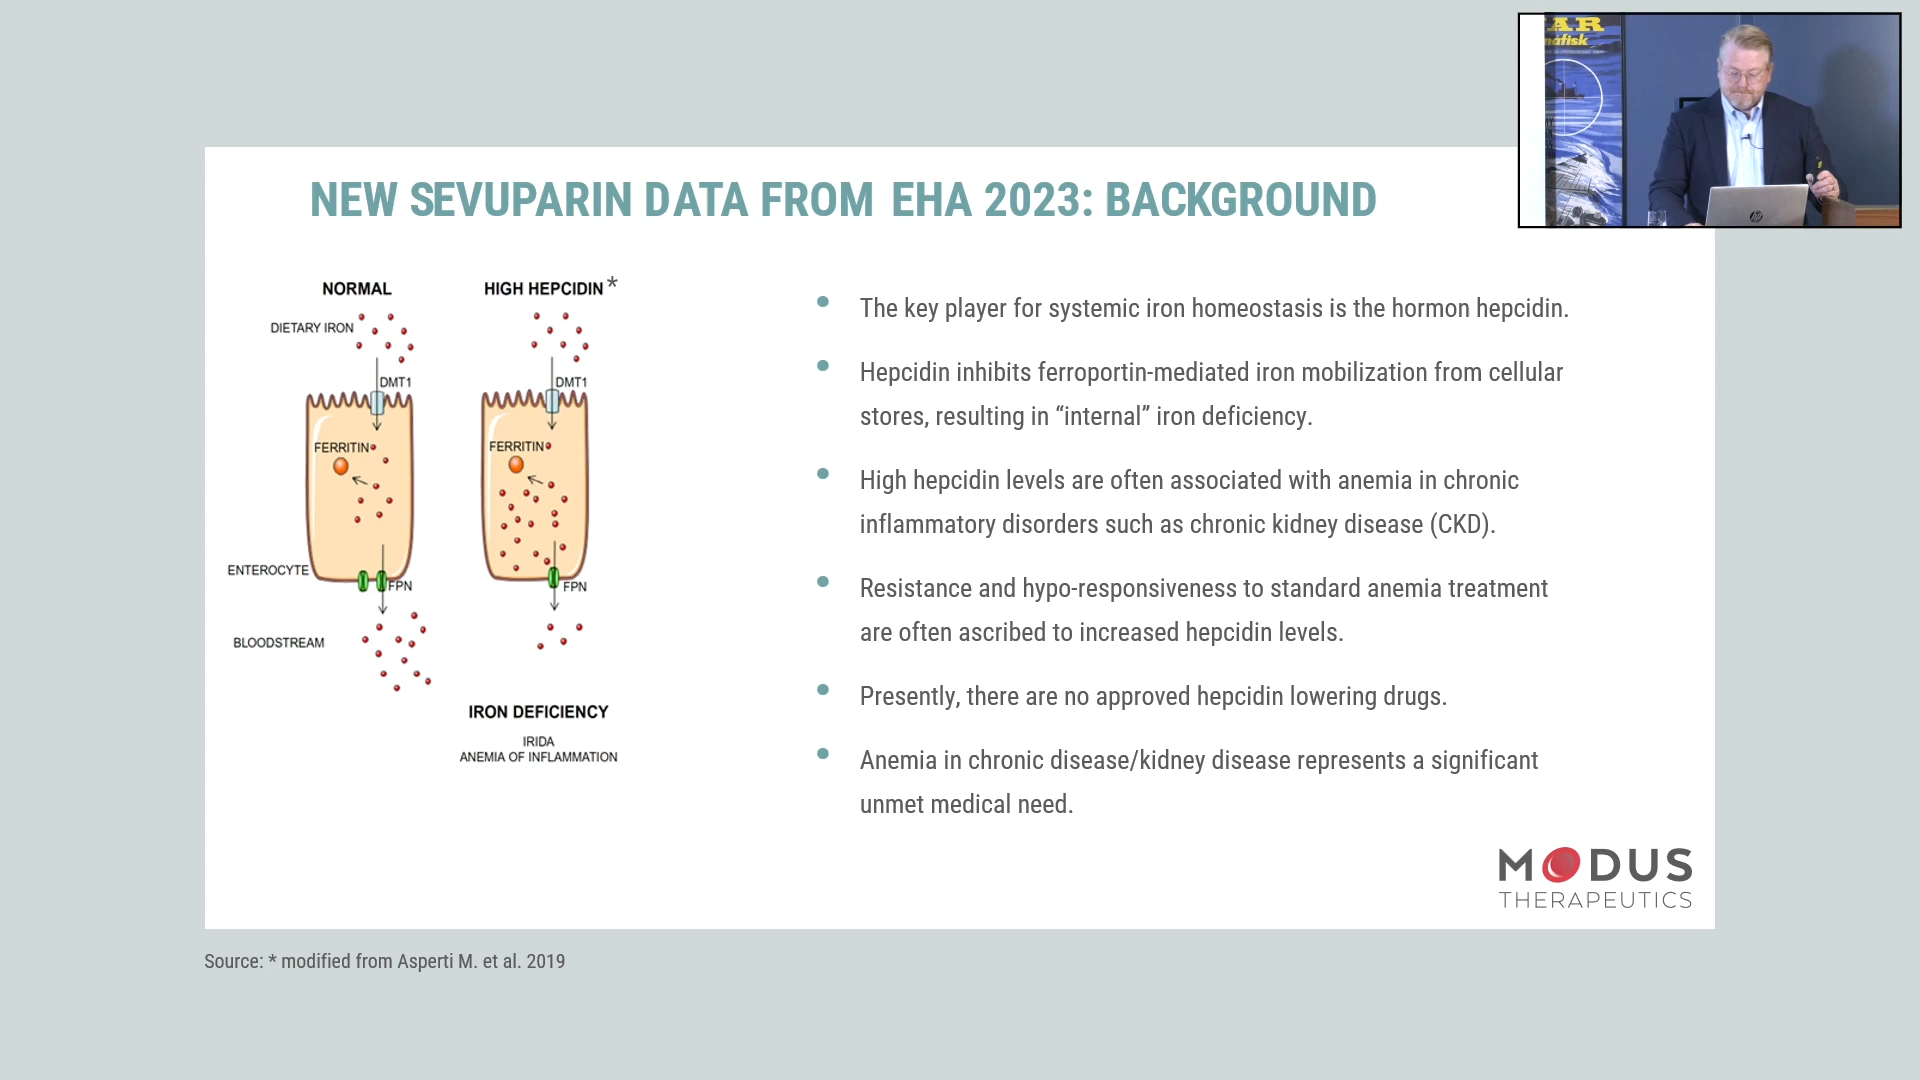 AR
nafisk
NEW SEVUPARIN DATA FROM EHA 2023: BACKGROUND
NORMAL
HIGH HEPCIDIN *
DIETARY IRON
DMT1
DMT1
FERRITIN
FERRITIN
ENTEROCYTE
FPN
FPN
BLOODSTREAM
IRON DEFICIENCY
IRIDA
ANEMIA OF INFLAMMATION
• The key player for systemic iron homeostasis is the hormon hepcidin.
• Hepcidin inhibits ferroportin-mediated iron mobilization from cellular
stores, resulting in “internal” iron deficiency.
• High hepcidin levels are often associated with anemia in chronic
inflammatory disorders such as chronic kidney disease (CKD).
• Resistance and hypo-responsiveness to standard anemia treatment
are often ascribed to increased hepcidin levels.
• Presently, there are no approved hepcidin lowering drugs.
• Anemia in chronic disease/kidney disease represents a significant
unmet medical need.
MODUS
THERAPEUTICS
Source: * modified from Asperti M. et al. 2019